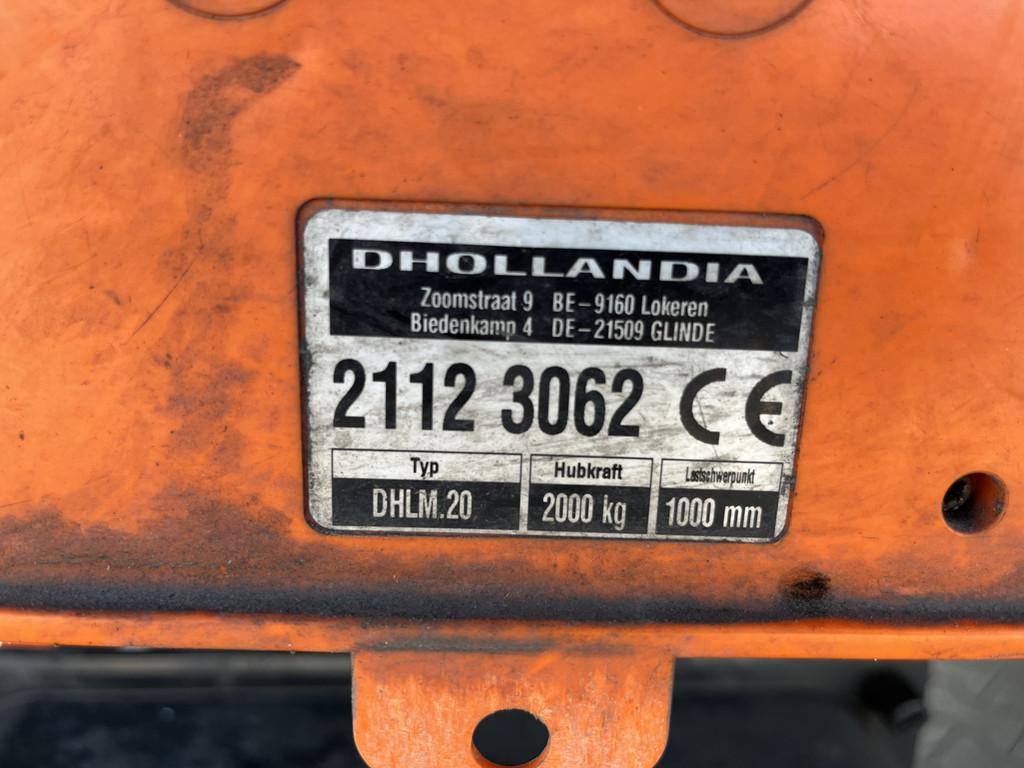 DHOLLANDIA
Zoomstraat 9 BE-9160 Lokeren
Biedenkamp 4 DE-21509 GLINDE
2112 3062 CE
Typ Hubkraft Lastschwerpunkt
DHLM.20 2000 kg 1000 mm